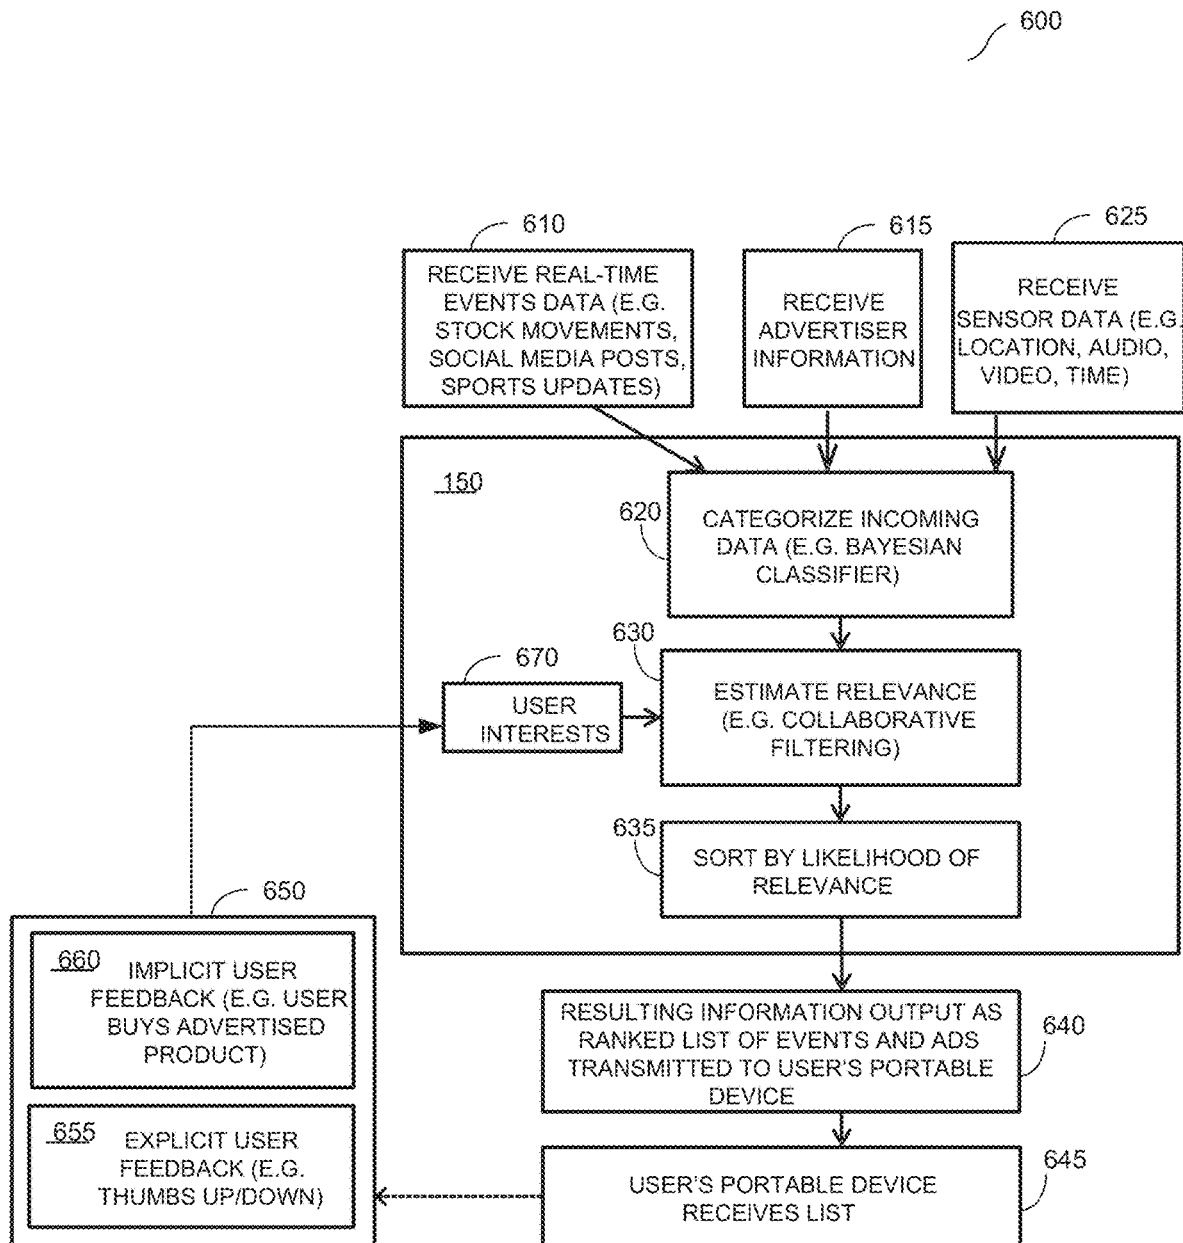 600
610
615
625
RECEIVE REAL-TIME
EVENTS DATA (E.G.
STOCK MOVEMENTS,
SOCIAL MEDIA POSTS,
SPORTS UPDATES)
RECEIVE
ADVERTISER
INFORMATION
RECEIVE
SENSOR DATA (E.G.
LOCATION, AUDIO,
VIDEO, TIME)
150
620
CATEGORIZE INCOMING
DATA (E.G. BAYESIAN
CLASSIFIER)
630
670
USER
INTERESTS
ESTIMATE RELEVANCE
(E.G. COLLABORATIVE
FILTERING)
635
SORT BY LIKELIHOOD OF
RELEVANCE
650
660
IMPLICIT USER
FEEDBACK (E.G. USER
BUYS ADVERTISED
PRODUCT)
RESULTING INFORMATION OUTPUT AS
RANKED LIST OF EVENTS AND ADS
TRANSMITTED TO USER'S PORTABLE
DEVICE
640
655
EXPLICIT USER
FEEDBACK (E.G.
THUMBS UP/DOWN)
USER'S PORTABLE DEVICE
RECEIVES LIST
645